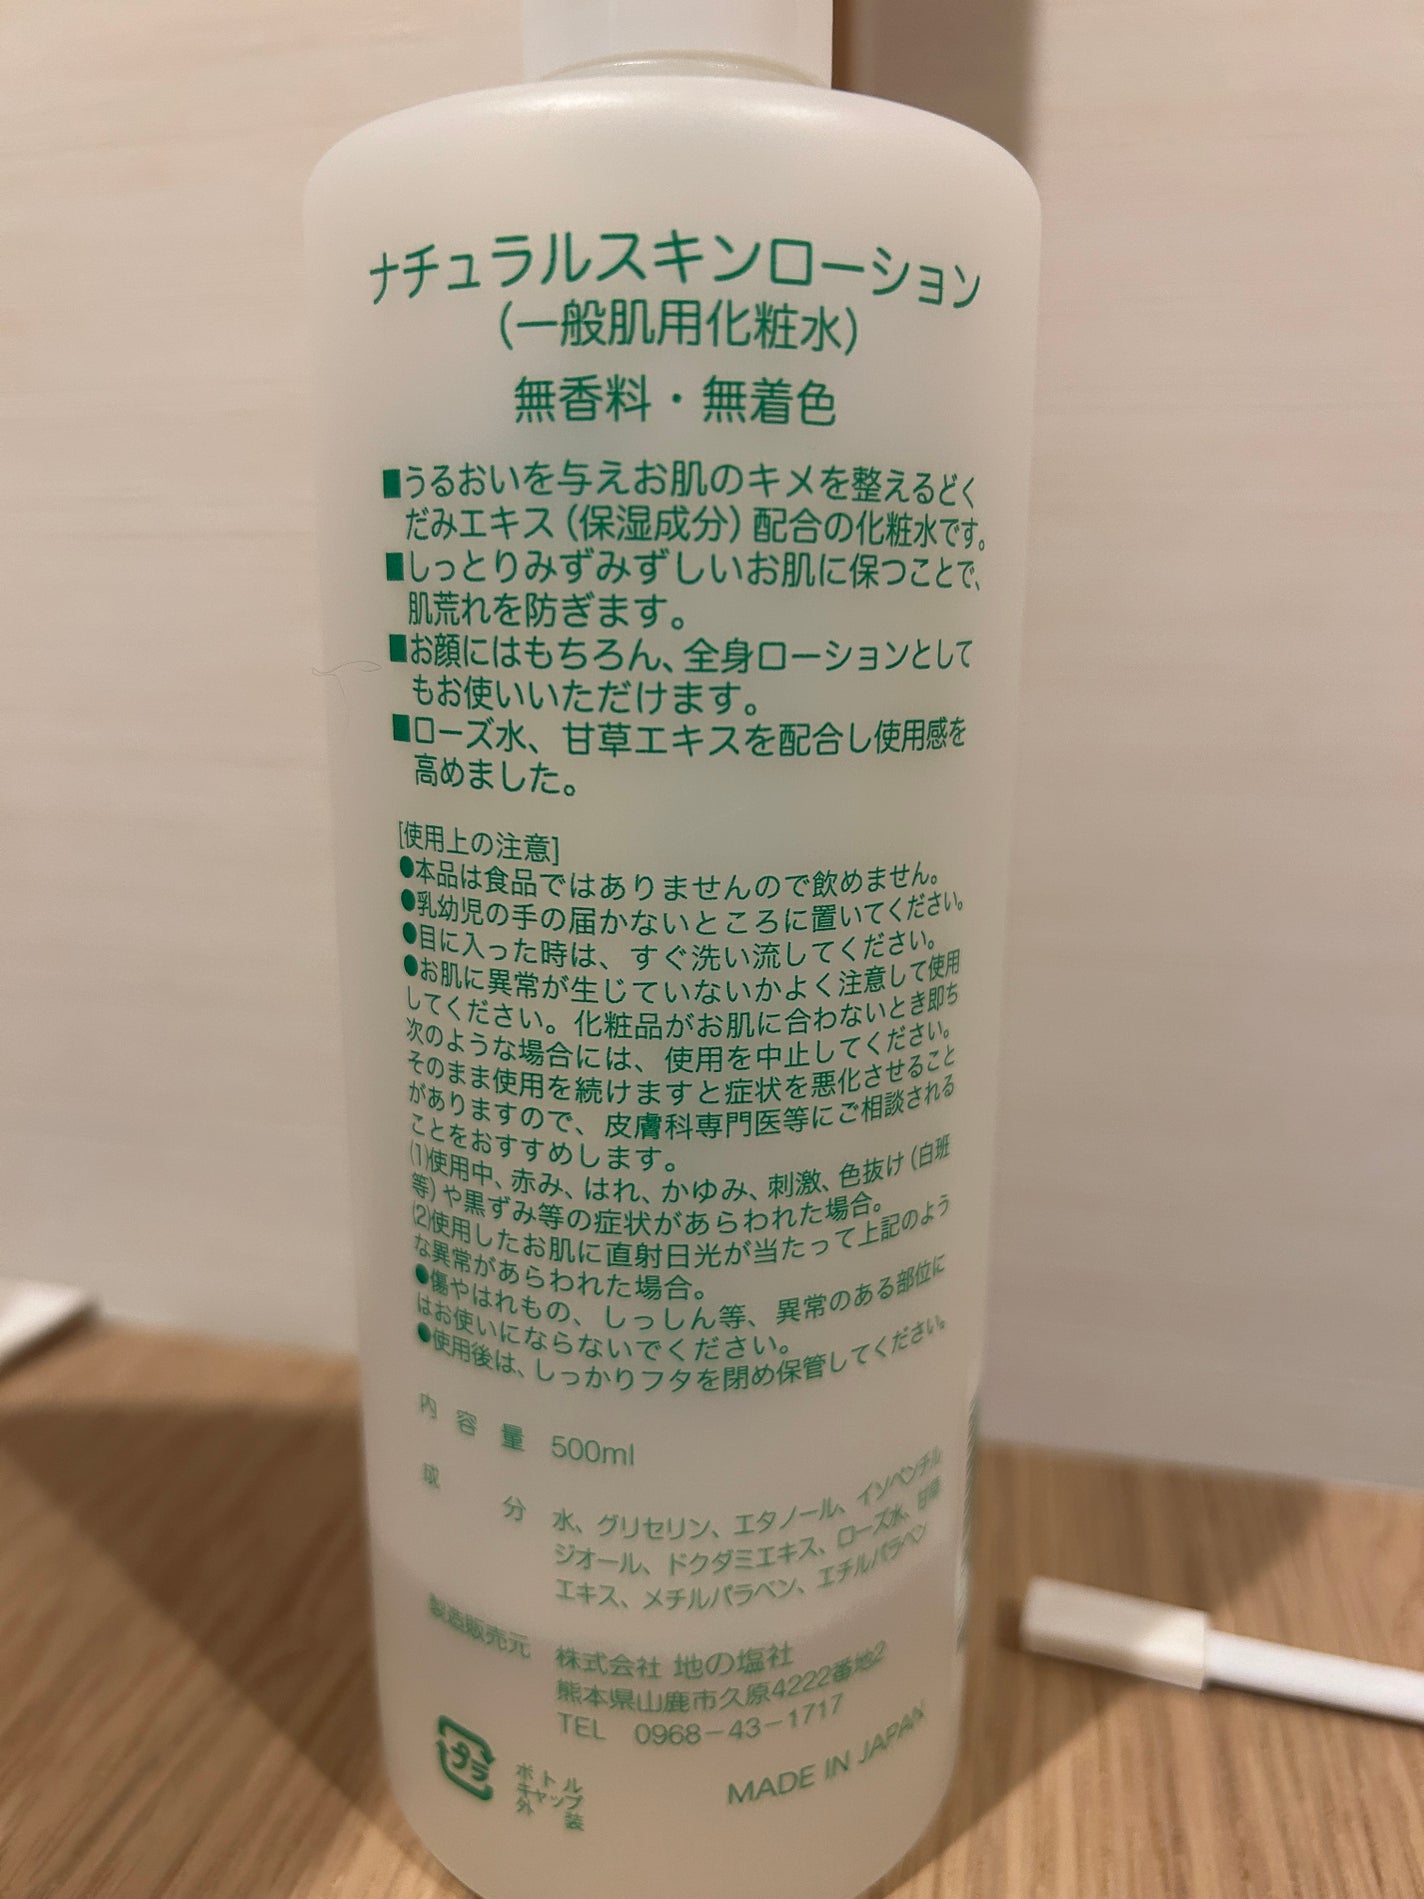 ナチュラルスキンローション
(一般肌用化粧水)
無香料・無着色
■うるおいを与えお肌のキメを整えるどく
だみエキス(保湿成分)配合の化粧水です。
■しっとりみずみずしいお肌に保つことで、
肌荒れを防ぎます。
■お顔にはもちろん、全身ローションとして
もお使いいただけます。
■ローズ水、甘草エキスを配合し使用感を
高めました。
[使用上の注意]
●本品は食品ではありませんので飲めません。
●乳幼児の手の届かないところに置いてください。
●目に入った時は、すぐ洗い流してください。
●お肌に異常が生じていないかよく注意して使用
してください。化粧品がお肌に合わないとき即ち
次のような場合には、使用を中止してください。
そのまま使用を続けますと症状を悪化させること
がありますので、皮膚科専門医等にご相談される
ことをおすすめします。
(1)使用中、赤み、はれ、かゆみ、刺激、色抜け(白斑
等)や黒ずみ等の症状があらわれた場合。
(2)使用したお肌に直射日光が当たって上記のよう
な異常があらわれた場合。
●傷やはれもの、しっしん等、異常のある部位に
はお使いにならないでください。
●使用後は、しっかりフタを閉め保管してください。
内容量 500ml
成分 水、グリセリン、エタノール、イソペンチル
ジオール、ドクダミエキス、ローズ水、甘草
エキス、メチルパラベン、エチルパラベン
製造販売元 株式会社 地の塩社
熊本県山鹿市久原4222番地2
TEL 0968-43-1717
プラ
ボトル
キャップ
外装
MADE IN JAPAN